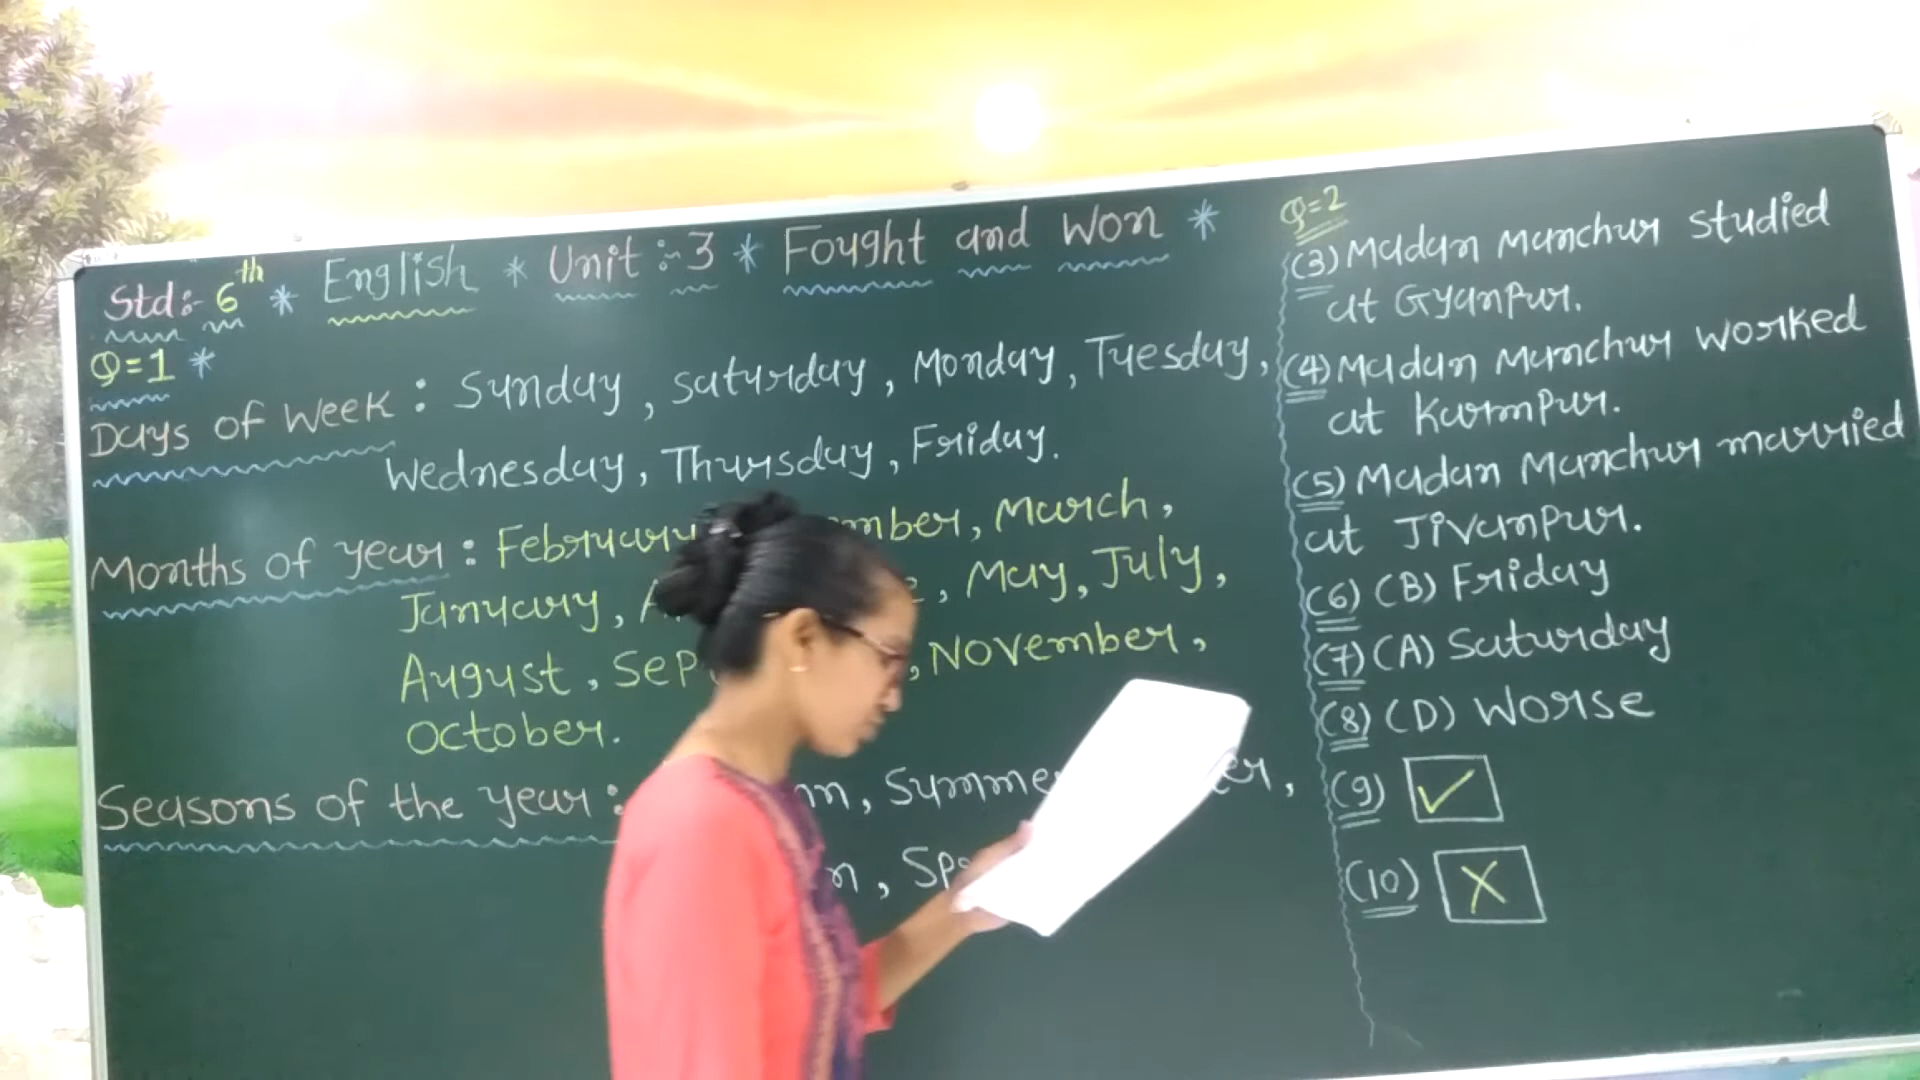 Std:- 6th * English * Unit:-3 * Fought and Won *
Q=1 *
Days of Week : Sunday, Saturday, Monday, Tuesday,
Wednesday, Thursday, Friday.
Months of year : February mber, March,
January, A , May, July,
August, Sep , November,
October.
Seasons of the year :
Q=2
(3) Madan Manchur studied
at Gyanpur.
(4) Madan Manchur worked
at Karmpur.
(5) Madan Manchur married
at Jivanpur.
(6) (B) Friday
(7) (A) Saturday
(8) (D) Worse
(9) ✓
(10) X